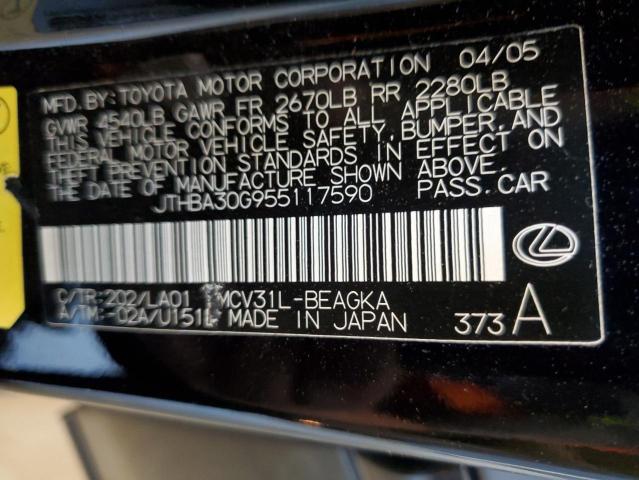 MFD. BY: TOYOTA MOTOR CORPORATION 04/05
GVWR 4540LB GAWR FR 2670LB RR 2280LB
THIS VEHICLE CONFORMS TO ALL APPLICABLE
FEDERAL MOTOR VEHICLE SAFETY, BUMPER, AND
THEFT PREVENTION STANDARDS IN EFFECT ON
THE DATE OF MANUFACTURE SHOWN ABOVE.
JTHBA30G955117590 PASS. CAR
C/TR: 202/LA01 MCV31L-BEAGKA
A/TM: -02A/U151L MADE IN JAPAN 373 A